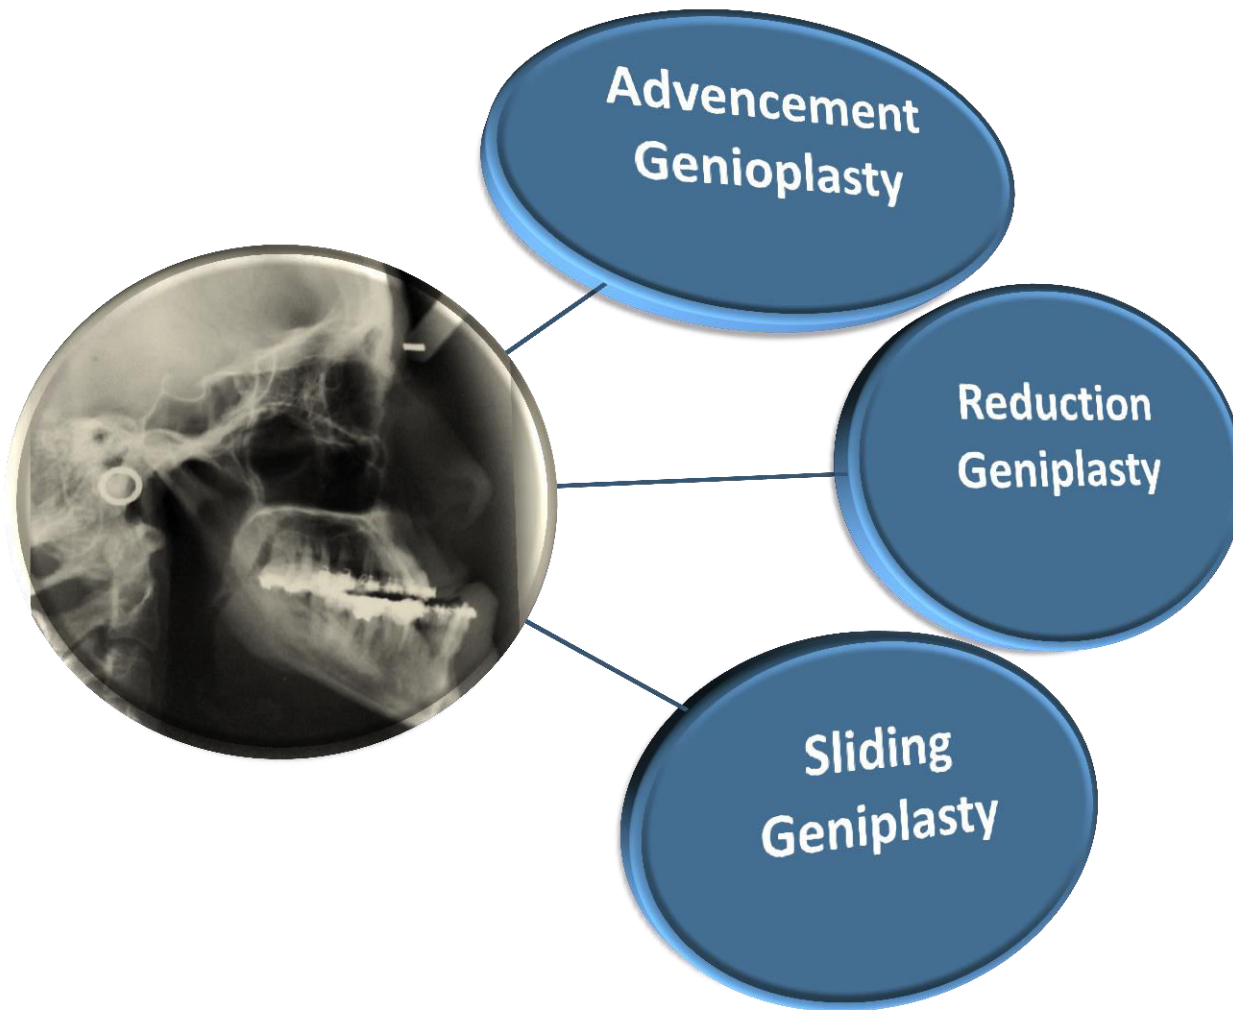 Advencement
Genioplasty
Reduction
Geniplasty
Sliding
Geniplasty